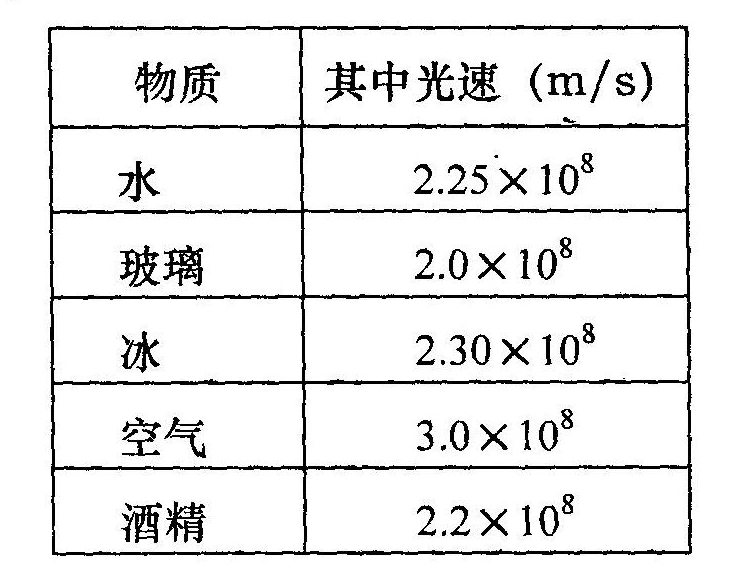 物质 其中光速 (m/s)
水 2.25×10⁸
玻璃 2.0×10⁸
冰 2.30×10⁸
空气 3.0×10⁸
酒精 2.2×10⁸